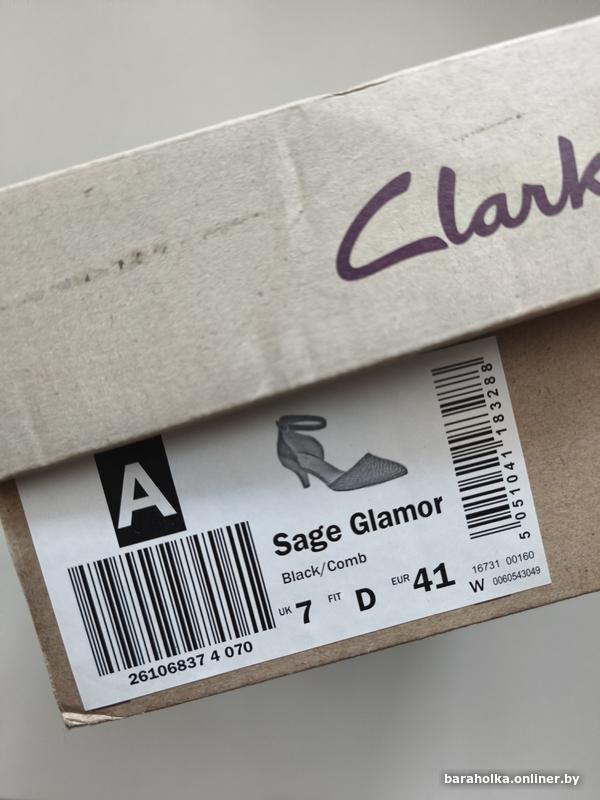 Clark
A
Sage Glamor
Black/Comb
UK 7 FIT D EUR 41
26106837 4 070
5 051041 183288
16731 00160
W 0060543049
baraholka.onliner.by